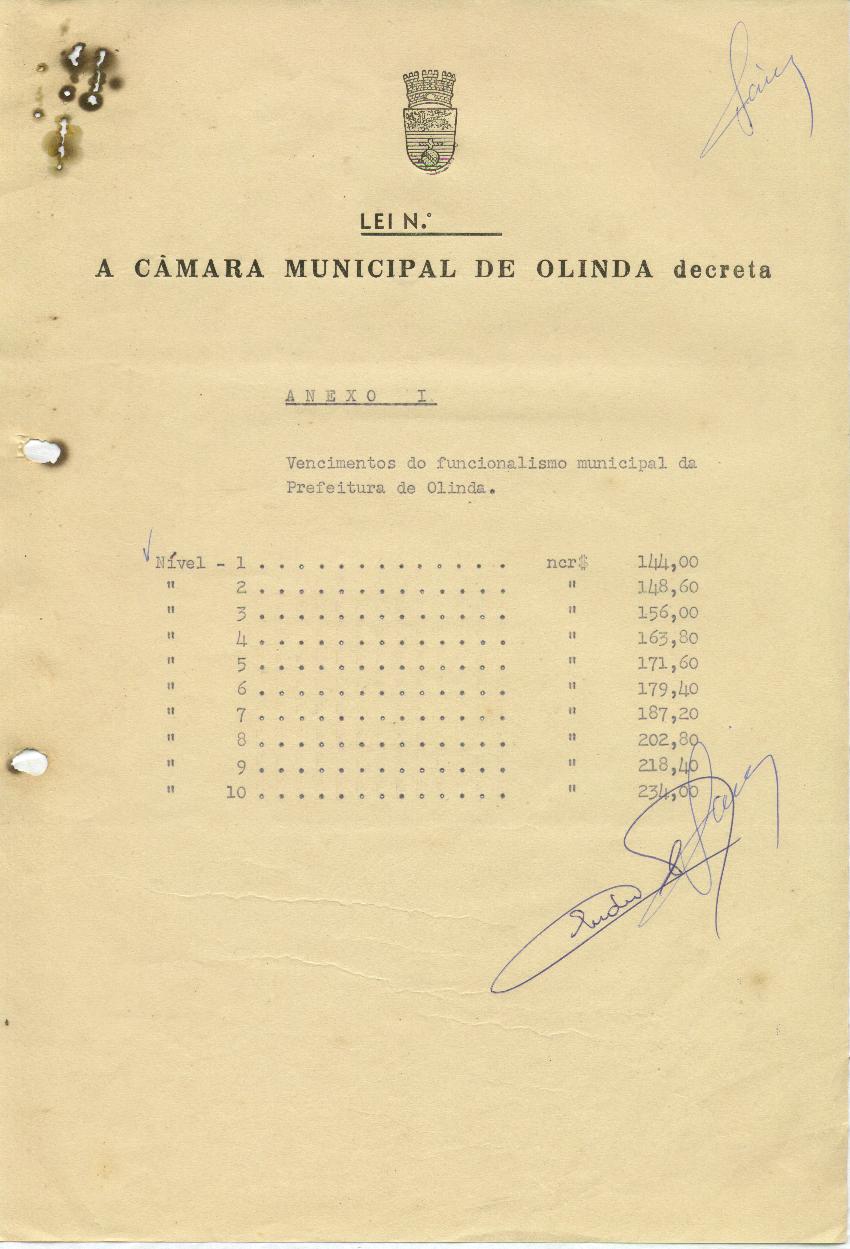 LEI N.º
A CÂMARA MUNICIPAL DE OLINDA decreta
ANEXO I
Vencimentos do funcionalismo municipal da
Prefeitura de Olinda.
Nível - 1 . . . . . . . . . . . . . ncr$ 144,00
" 2 . . . . . . . . . . . . . " 148,60
" 3 . . . . . . . . . . . . . " 156,00
" 4 . . . . . . . . . . . . . " 163,80
" 5 . . . . . . . . . . . . . " 171,60
" 6 . . . . . . . . . . . . . " 179,40
" 7 . . . . . . . . . . . . . " 187,20
" 8 . . . . . . . . . . . . . " 202,80
" 9 . . . . . . . . . . . . . " 218,40
" 10 . . . . . . . . . . . . . " 234,00